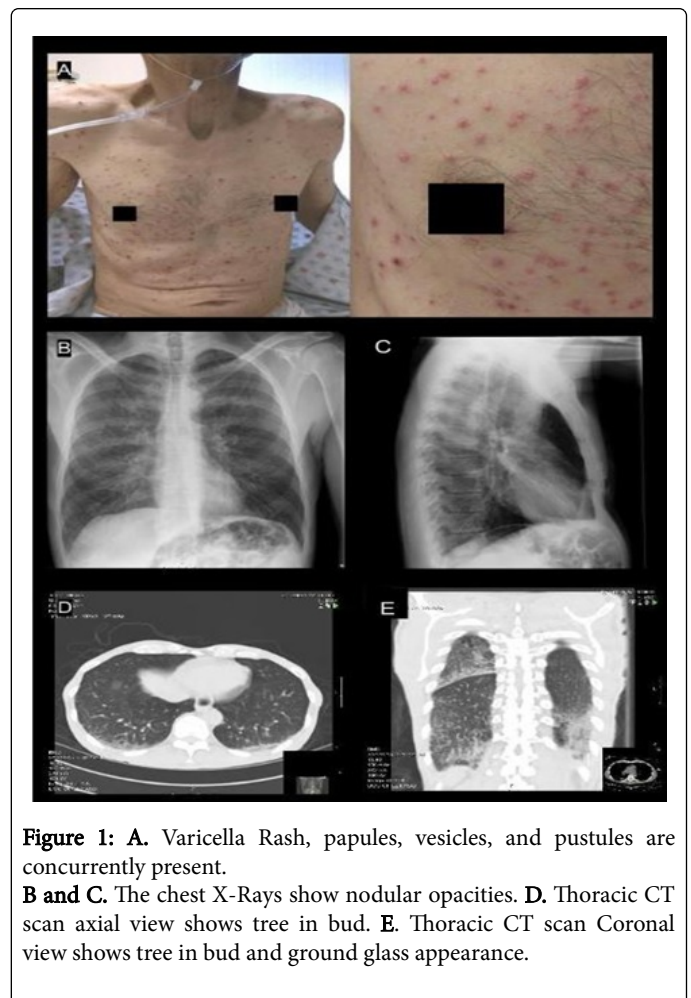 A
B
C
D
E
Figure 1: A. Varicella Rash, papules, vesicles, and pustules are
concurrently present.
B and C. The chest X-Rays show nodular opacities. D. Thoracic CT
scan axial view shows tree in bud. E. Thoracic CT scan Coronal
view shows tree in bud and ground glass appearance.